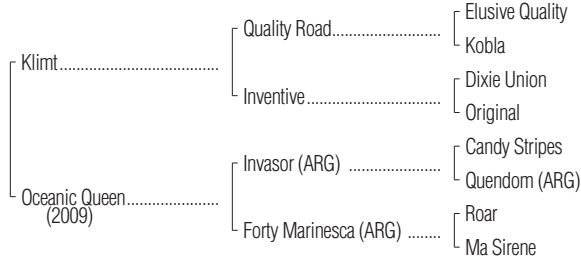 Elusive Quality
Quality Road
Kobla
Klimt
Dixie Union
Inventive
Original
Candy Stripes
Invasor (ARG)
Quendom (ARG)
Oceanic Queen
(2009)
Roar
Forty Marinesca (ARG)
Ma Sirene